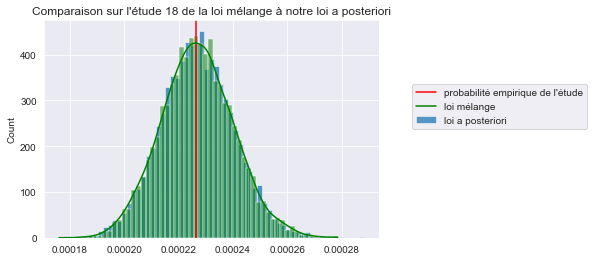 Comparaison sur l'étude 18 de la loi mélange à notre loi a posteriori
400
300
200
100
0
Count
0.00018
0.00020
0.00022
0.00024
0.00026
0.00028
probabilité empirique de l'étude
loi mélange
loi a posteriori